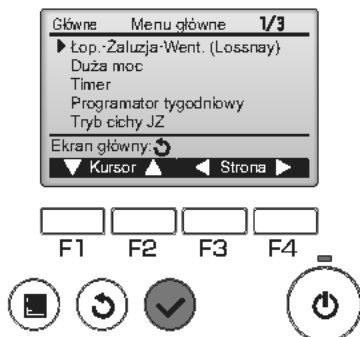 Główne Menu główne 1/3
Łop.-Żaluzja-Went. (Lossnay)
Duża moc
Timer
Programator tygodniowy
Tryb cichy JZ
Ekran główny:
Kursor Strona
F1 F2 F3 F4